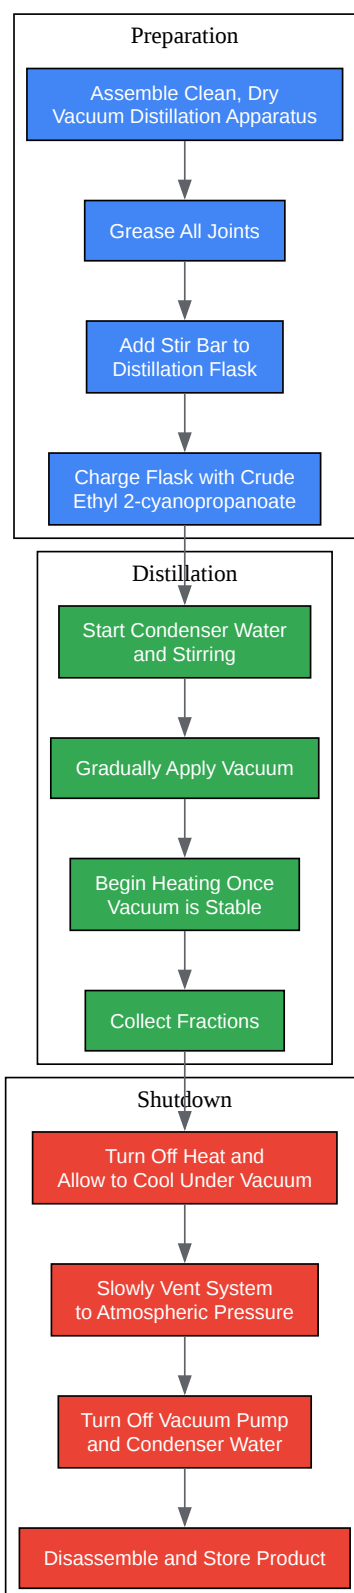 Preparation
Assemble Clean, Dry
Vacuum Distillation Apparatus
Grease All Joints
Add Stir Bar to
Distillation Flask
Charge Flask with Crude
Ethyl 2-cyanopropanoate
Distillation
Start Condenser Water
and Stirring
Gradually Apply Vacuum
Begin Heating Once
Vacuum is Stable
Collect Fractions
Shutdown
Turn Off Heat and
Allow to Cool Under Vacuum
Slowly Vent System
to Atmospheric Pressure
Turn Off Vacuum Pump
and Condenser Water
Disassemble and Store Product